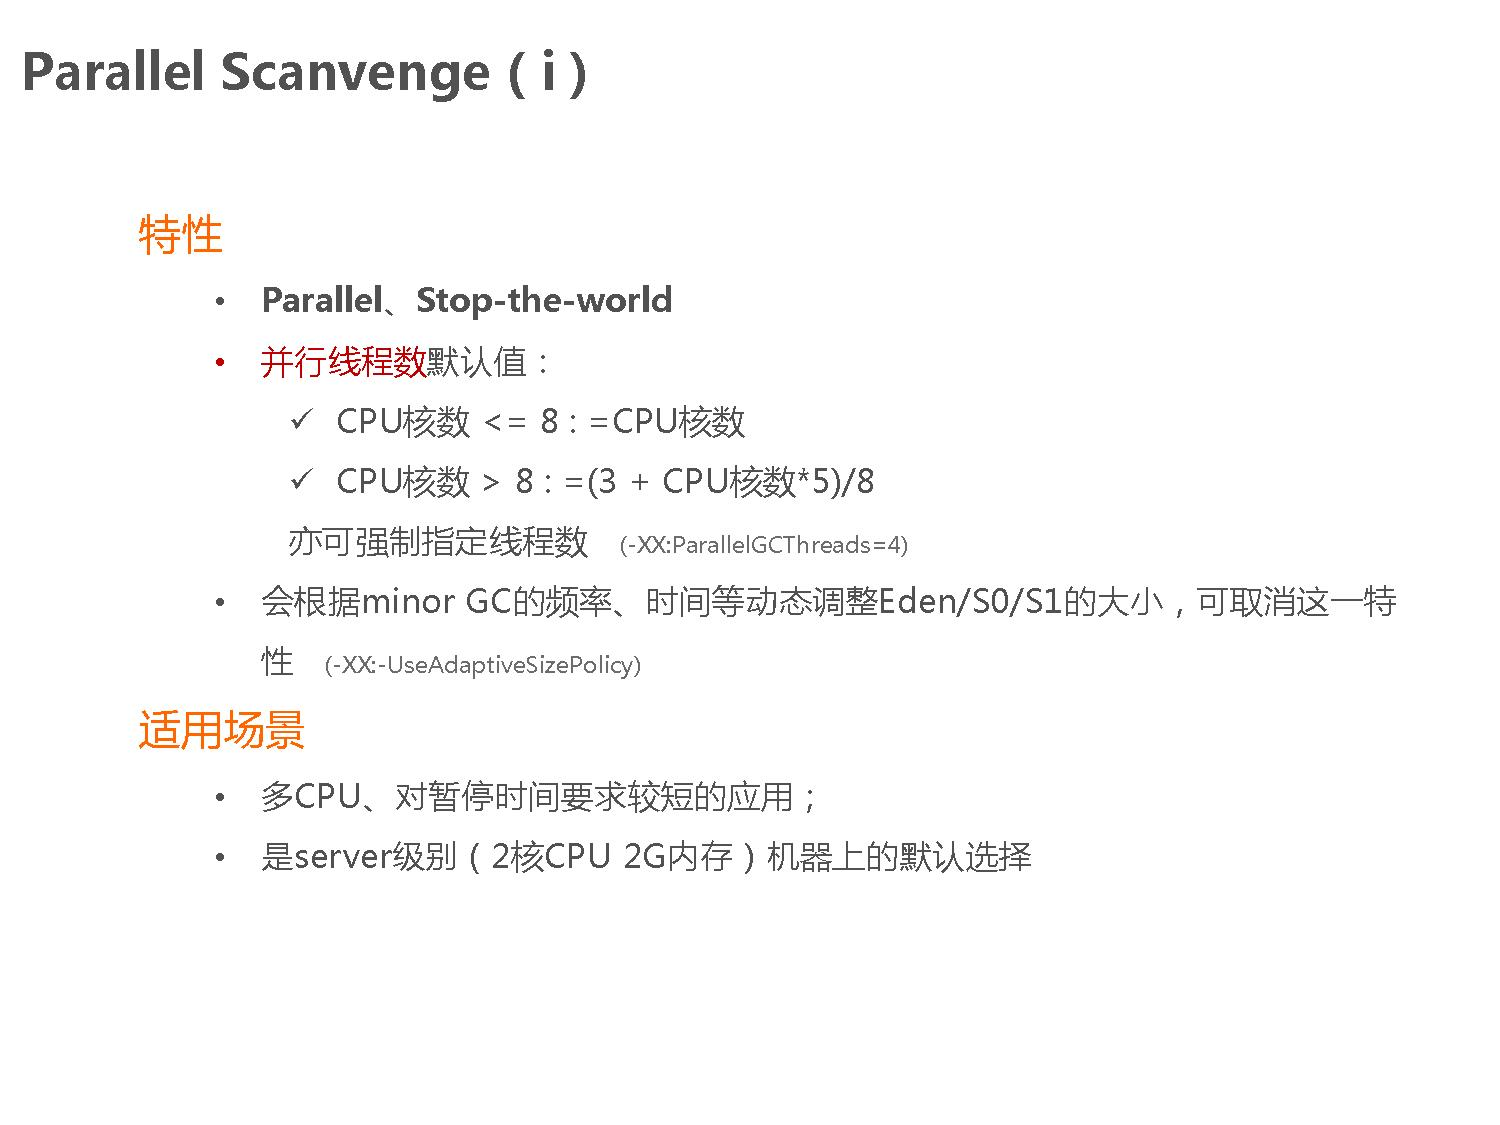 Parallel Scanvenge（i）
特性
• Parallel、Stop-the-world
• 并行线程数默认值：
✓ CPU核数 <= 8：=CPU核数
✓ CPU核数 > 8：=(3 + CPU核数*5)/8
亦可强制指定线程数 (-XX:ParallelGCThreads=4)
• 会根据minor GC的频率、时间等动态调整Eden/S0/S1的大小，可取消这一特
性 (-XX:-UseAdaptiveSizePolicy)
适用场景
• 多CPU、对暂停时间要求较短的应用；
• 是server级别（2核CPU 2G内存）机器上的默认选择